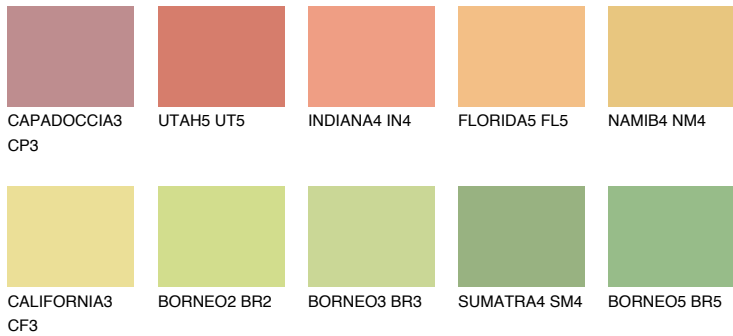 CAPADOCCIA3
CP3
UTAH5 UT5
INDIANA4 IN4
FLORIDA5 FL5
NAMIB4 NM4
CALIFORNIA3
CF3
BORNEO2 BR2
BORNEO3 BR3
SUMATRA4 SM4
BORNEO5 BR5